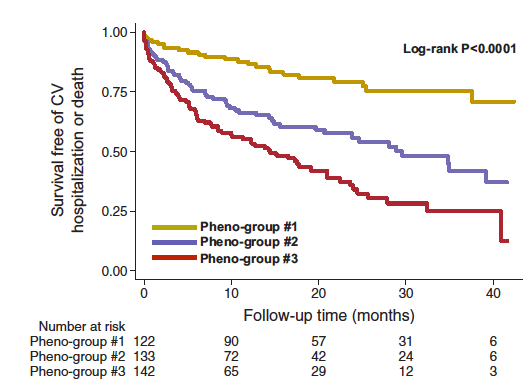 Survival free of CV
hospitalization or death
1.00
0.75
0.50
0.25
0.00
Log-rank P<0.0001
Pheno-group #1
Pheno-group #2
Pheno-group #3
0 10 20 30 40
Follow-up time (months)
Number at risk
Pheno-group #1 122 90 57 31 6
Pheno-group #2 133 72 42 24 6
Pheno-group #3 142 65 29 12 3